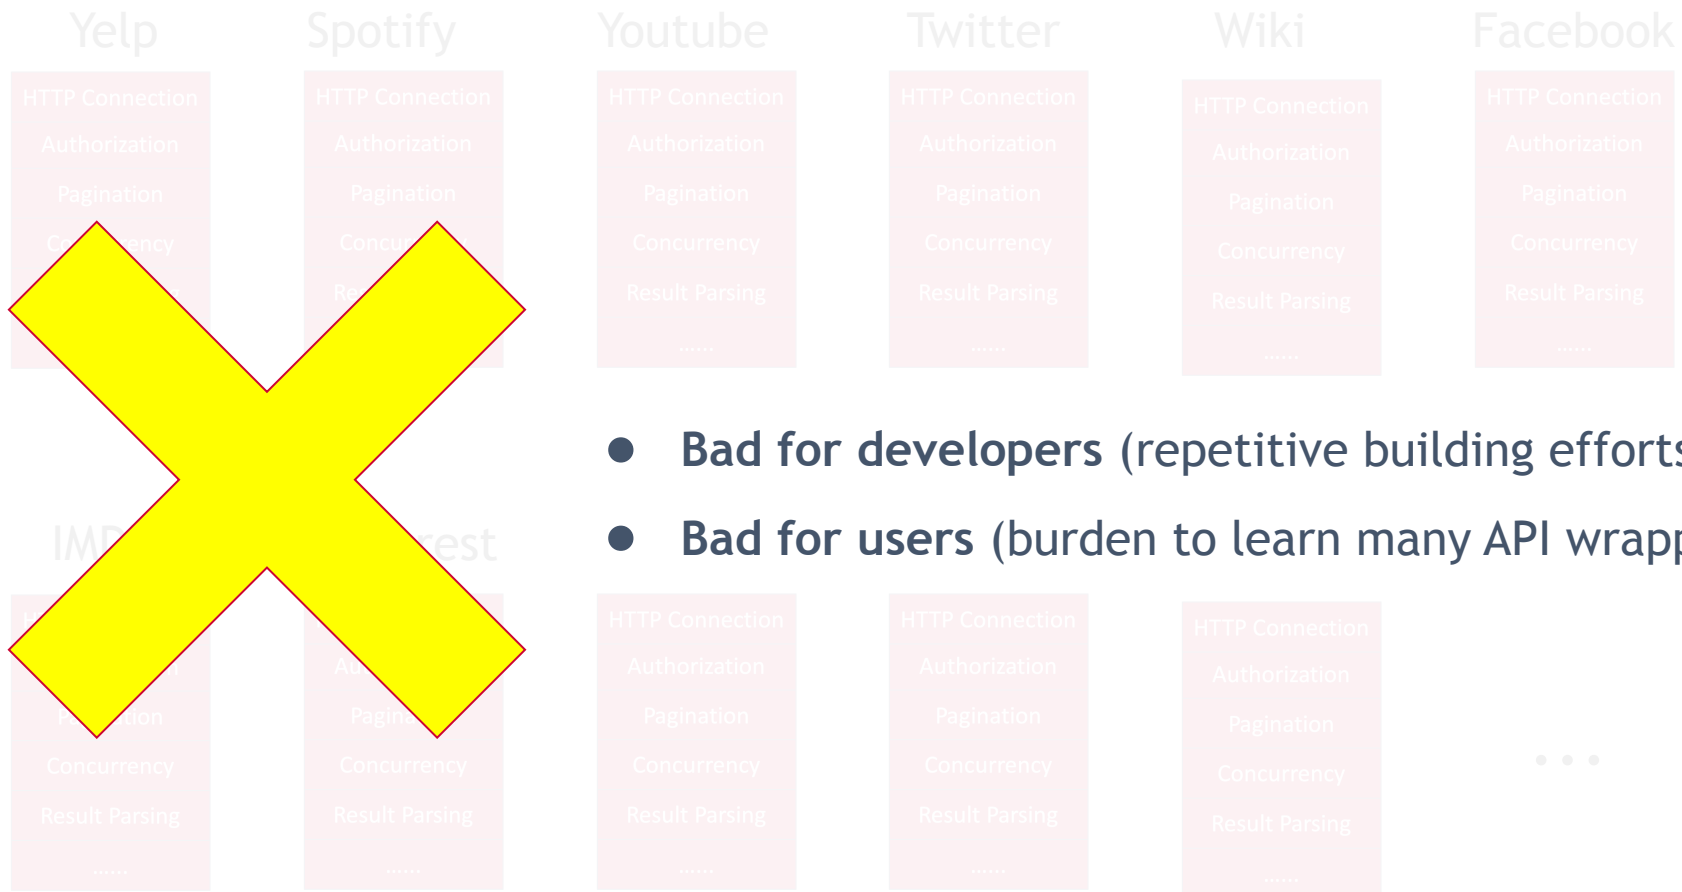 Yelp Spotify Youtube Twitter Wiki Facebook
HTTP Connection HTTP Connection HTTP Connection HTTP Connection HTTP Connection HTTP Connection
Authorization Authorization Authorization Authorization Authorization Authorization
Pagination Pagination Pagination Pagination Pagination Pagination
Concurrency Concurrency Concurrency Concurrency
Result Parsing Result Parsing Result Parsing Result Parsing
...... ...... ...... ......
● Bad for developers (repetitive building efforts
● Bad for users (burden to learn many API wrapp
HTTP Connection HTTP Connection HTTP Connection
Authorization Authorization Authorization
Pagination Pagination Pagination
Concurrency Concurrency Concurrency Concurrency Concurrency ...
Result Parsing Result Parsing Result Parsing Result Parsing Result Parsing
...... ...... ...... ...... ......